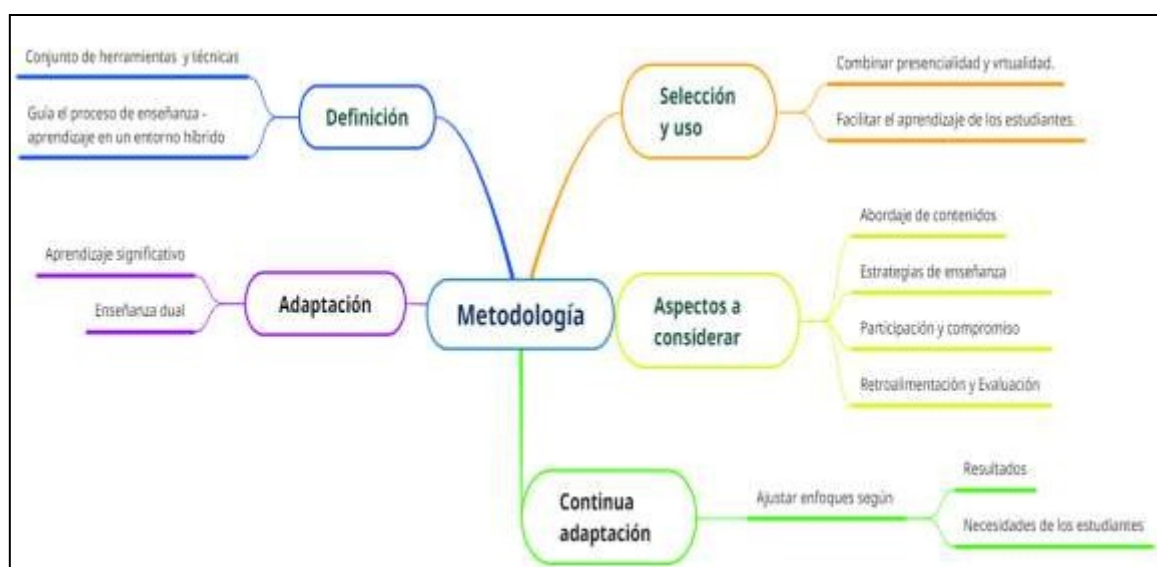 Metodología
Definición
Conjunto de herramientas y técnicas
Guía el proceso de enseñanza -
aprendizaje en un entorno híbrido
Adaptación
Aprendizaje significativo
Enseñanza dual
Selección
y uso
Combinar presencialidad y vrtualidad.
Facilitar el aprendizaje de los estudiantes.
Aspectos a
considerar
Abordaje de contenidos
Estrategias de enseñanza
Participación y compromiso
Retroalimentación y Evaluación
Continua
adaptación
Ajustar enfoques según
Resultados
Necesidades de los estudiantes